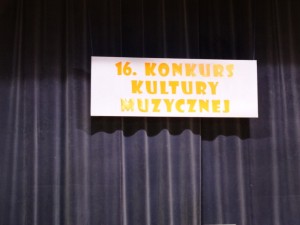 16. KONKURS
KULTURY
MUZYCZNEJ